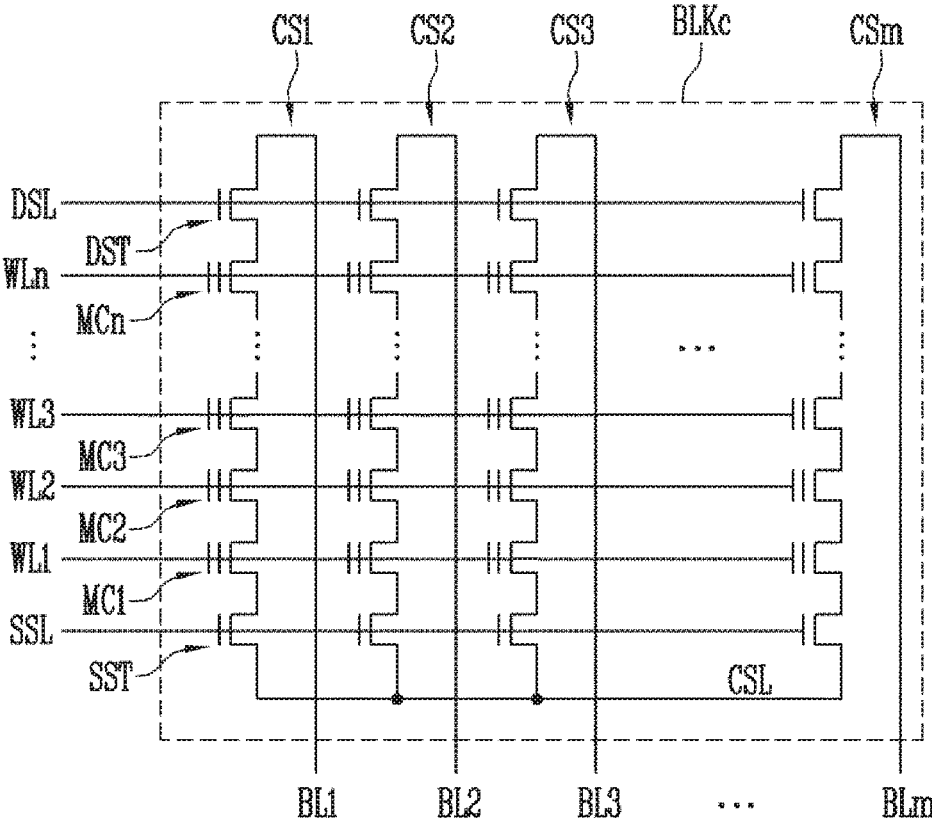 CS1 CS2 CS3 BLKc CSm
DSL
DST
WLn
MCn
⋮ ⋮ ⋮ ⋮ ... ⋮
WL3
MC3
WL2
MC2
WL1
MC1
SSL
SST
CSL
BL1 BL2 BL3 ... BLm